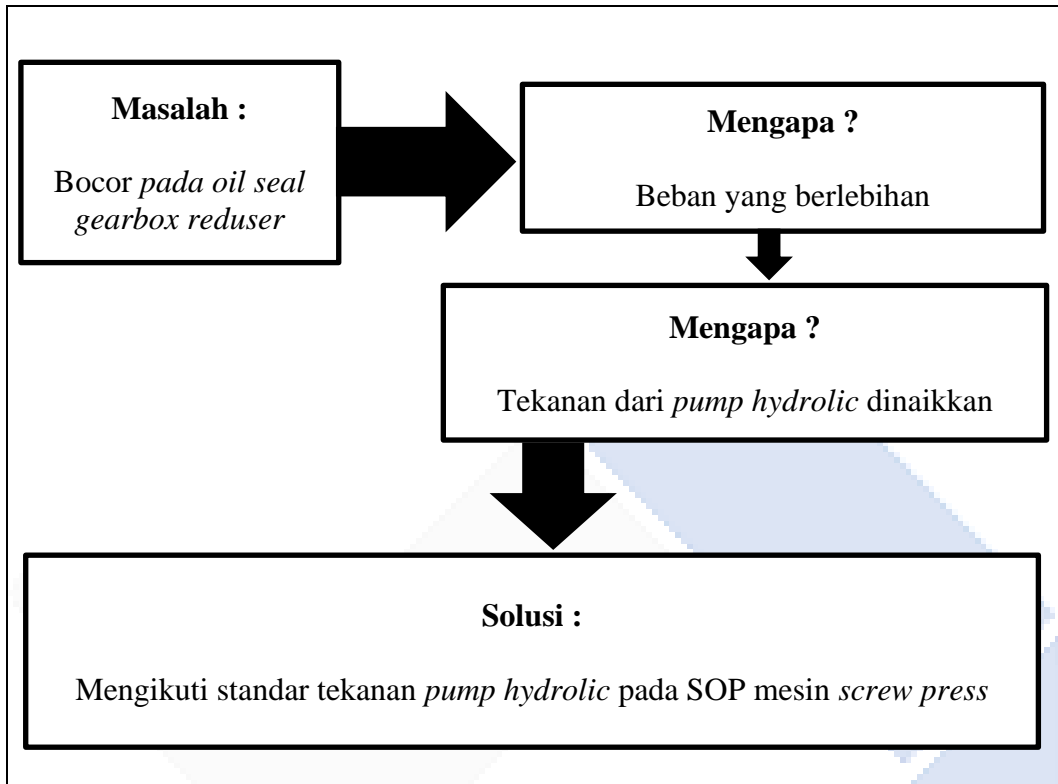 Masalah :
Bocor pada oil seal
gearbox reduser
Mengapa ?
Beban yang berlebihan
Mengapa ?
Tekanan dari pump hydrolic dinaikkan
Solusi :
Mengikuti standar tekanan pump hydrolic pada SOP mesin screw press